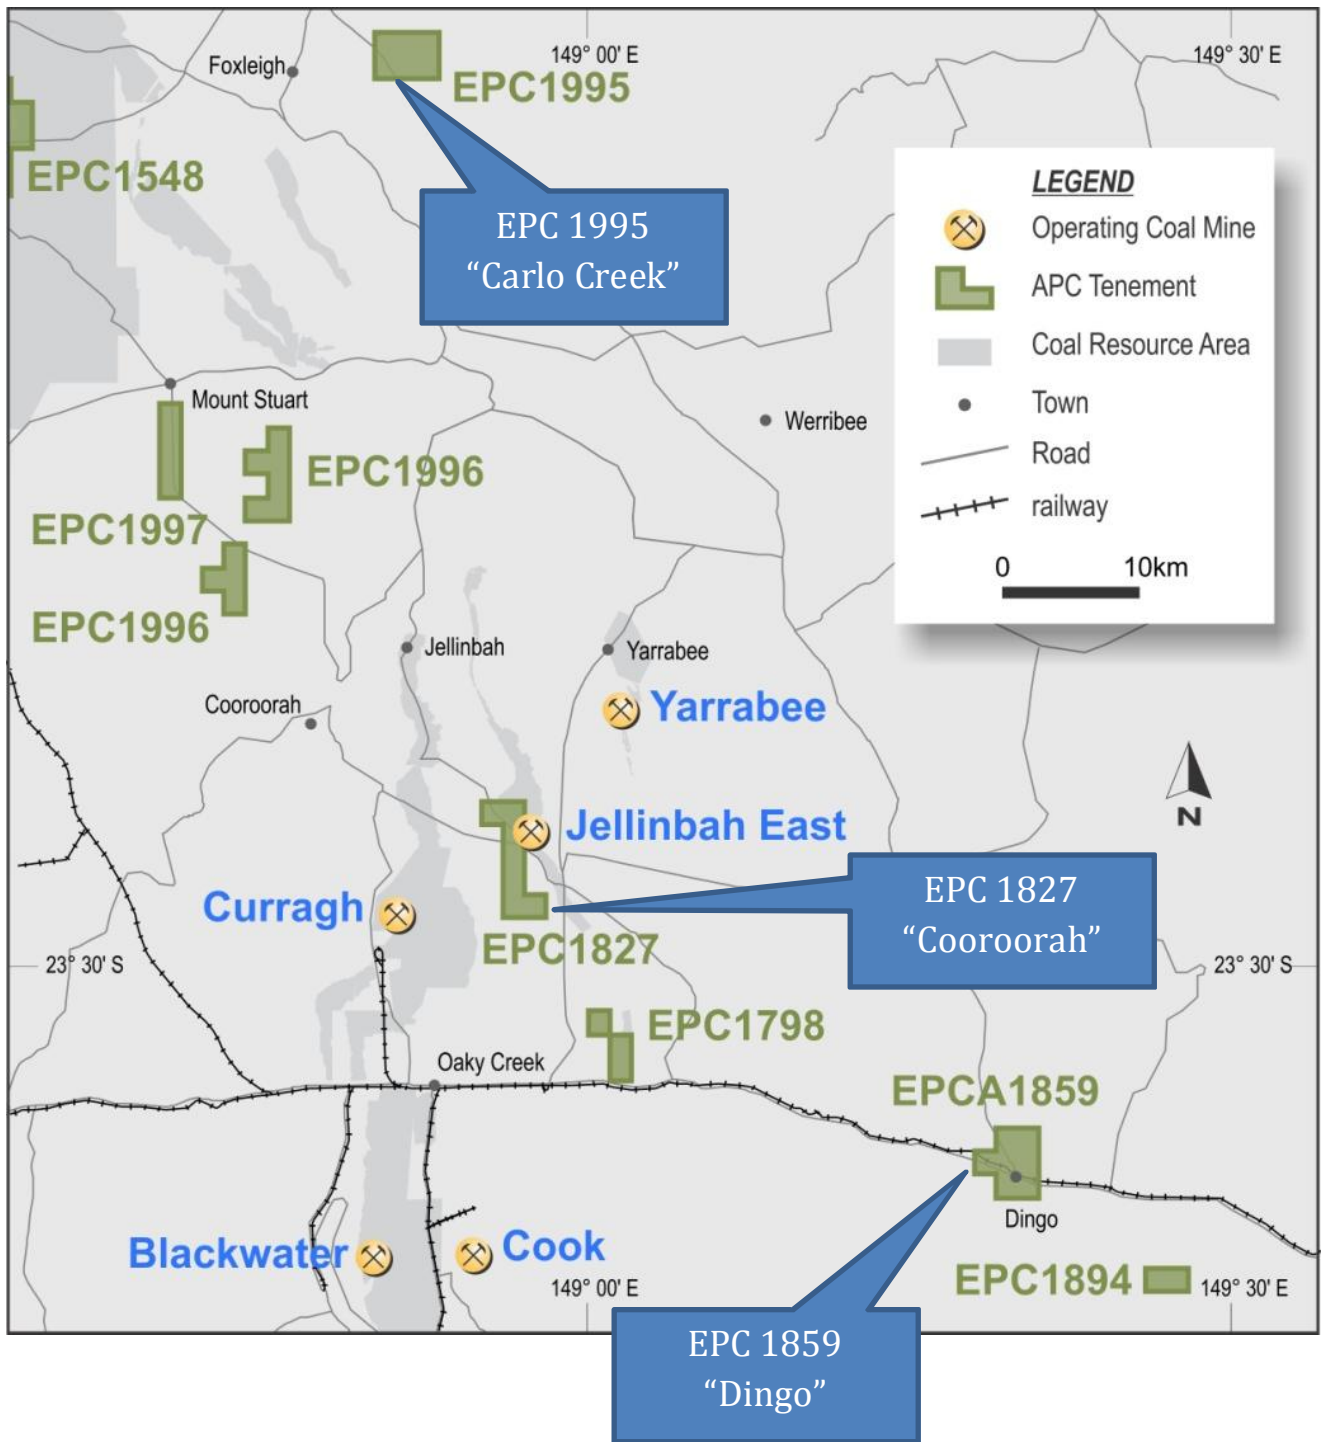 Foxleigh
149° 00' E
149° 30' E
EPC1995
EPC1548
EPC 1995
“Carlo Creek”
LEGEND
Operating Coal Mine
APC Tenement
Coal Resource Area
Town
Road
railway
0 10km
Mount Stuart
Werribee
EPC1996
EPC1997
EPC1996
Jellinbah
Yarrabee
Cooroorah
Yarrabee
N
Jellinbah East
EPC 1827
“Cooroorah”
Curragh
EPC1827
23° 30' S
23° 30' S
EPC1798
Oaky Creek
EPCA1859
Dingo
Blackwater
Cook
EPC1894
149° 00' E
149° 30' E
EPC 1859
“Dingo”